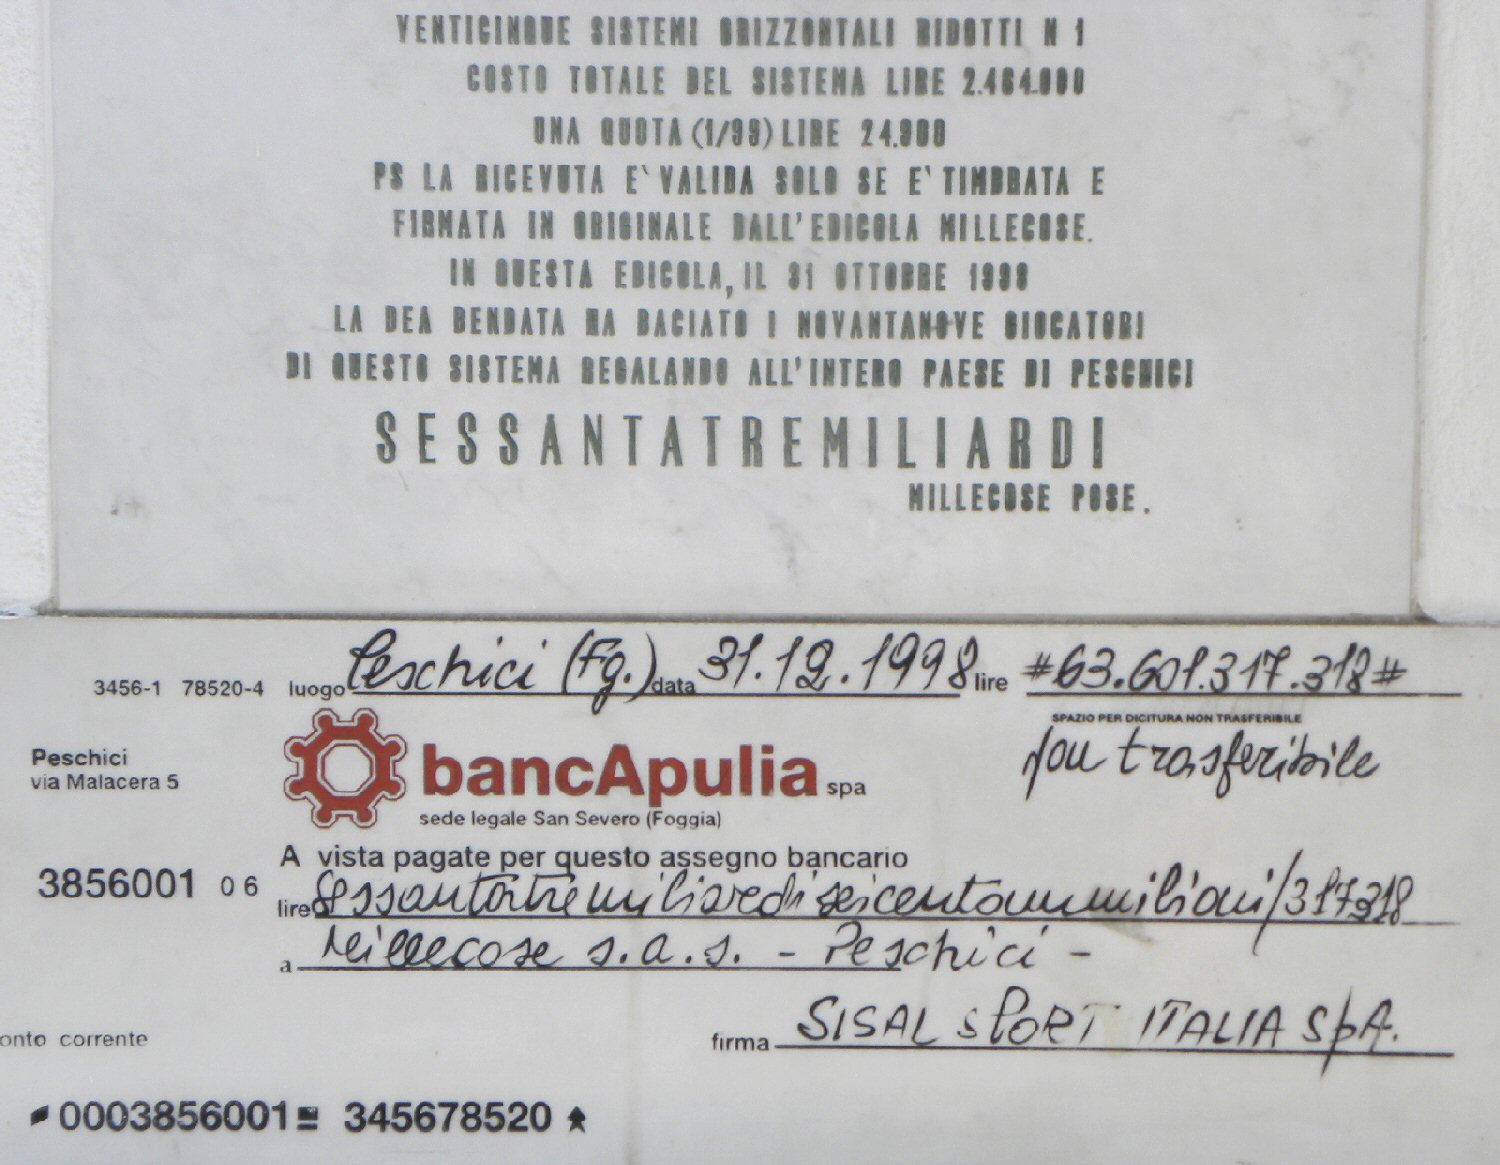 VENTICINQUE SISTEMI ORIZZONTALI RIDOTTI N 1
COSTO TOTALE DEL SISTEMA LIRE 2.464.000
UNA QUOTA (1/99) LIRE 24.900
PS LA RICEVUTA E' VALIDA SOLO SE E' TIMBRATA E
FIRMATA IN ORIGINALE DALL'EDICOLA MILLECOSE.
IN QUESTA EDICOLA, IL 31 OTTOBRE 1998
LA DEA BENDATA HA BACIATO I NOVANTANOVE GIOCATORI
DI QUESTO SISTEMA REGALANDO ALL'INTERO PAESE DI PESCHICI
SESSANTATREMILIARDI
MILLECOSE POSE.
3456-1 78520-4 luogo Peschici (Fg.) data 31.12.1998 lire #63.601.317.318#
SPAZIO PER DICITURA NON TRASFERIBILE
non trasferibile
Peschici
via Malacera 5
bancApulia spa
sede legale San Severo (Foggia)
A vista pagate per questo assegno bancario
3856001 06
lire Sessantatremiliardiseicentounmilioni/317318
a Millecose s.a.s. - Peschici -
onto corrente
firma SISAL SPORT ITALIA SpA.
0003856001 345678520